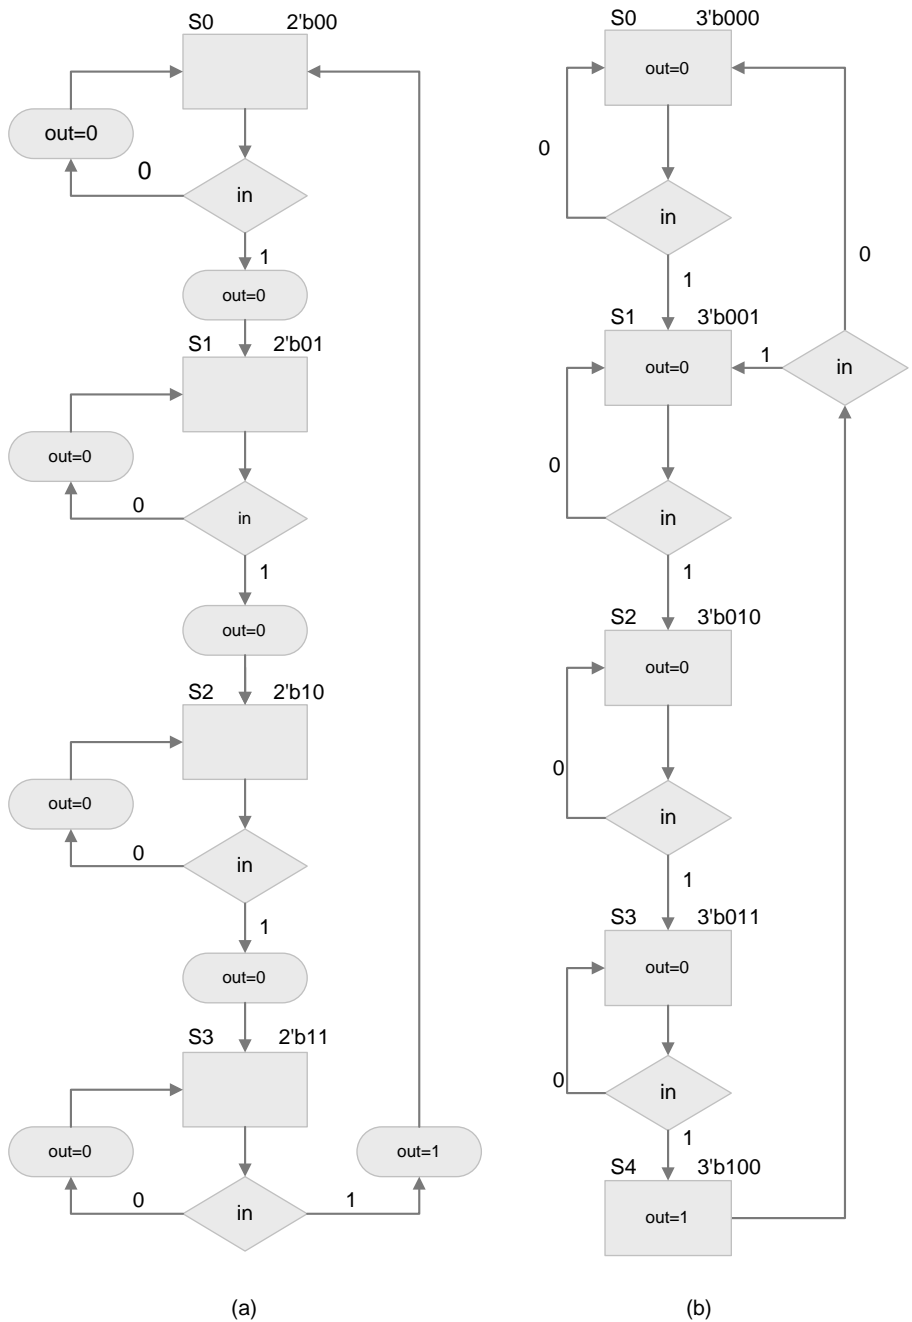 S0 2'b00
out=0
0
in
1
out=0
S1 2'b01
out=0
0
in
1
out=0
S2 2'b10
out=0
0
in
1
out=0
S3 2'b11
out=0
0
in
1
out=1
(a)
S0 3'b000
out=0
0
in
1
S1 3'b001
out=0
1
in
0
0
in
1
S2 3'b010
out=0
0
in
1
S3 3'b011
out=0
0
in
1
S4 3'b100
out=1
(b)